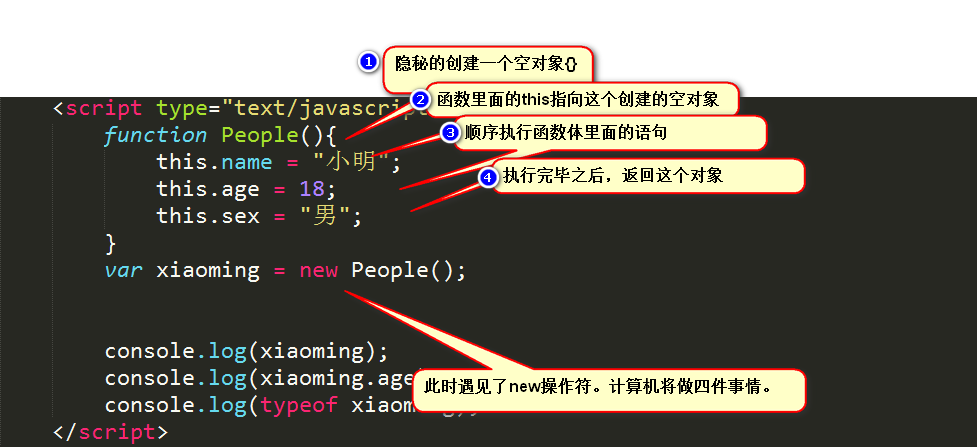 1 隐秘的创建一个空对象{}
<script type="text/javascri
2 函数里面的this指向这个创建的空对象
function People(){
3 顺序执行函数体里面的语句
this.name = "小明";
4 执行完毕之后，返回这个对象
this.age = 18;
this.sex = "男";
}
var xiaoming = new People();
console.log(xiaoming);
console.log(xiaoming.age
此时遇见了new操作符。计算机将做四件事情。
console.log(typeof xiaoming);
</script>